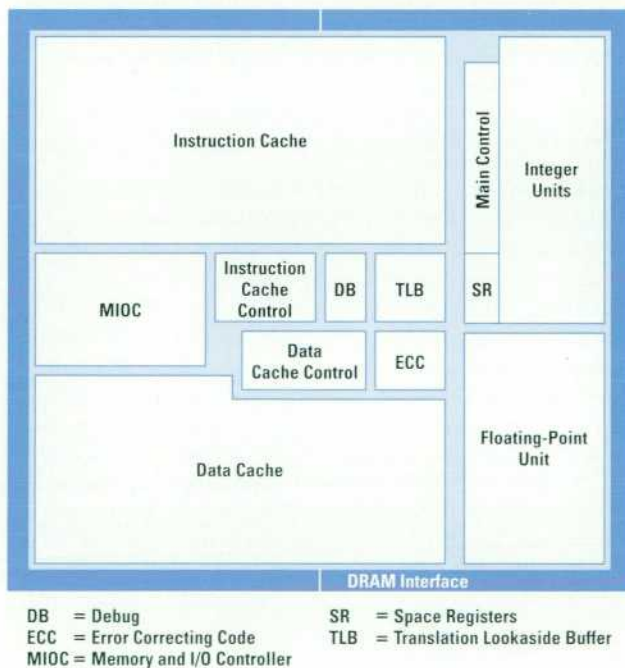 Instruction Cache
Main Control
Integer
Units
MIOC
Instruction
Cache
Control
DB
TLB
SR
Data
Cache Control
ECC
Floating-Point
Unit
Data Cache
DRAM Interface
DB = Debug
ECC = Error Correcting Code
MIOC = Memory and I/O Controller
SR = Space Registers
TLB = Translation Lookaside Buffer